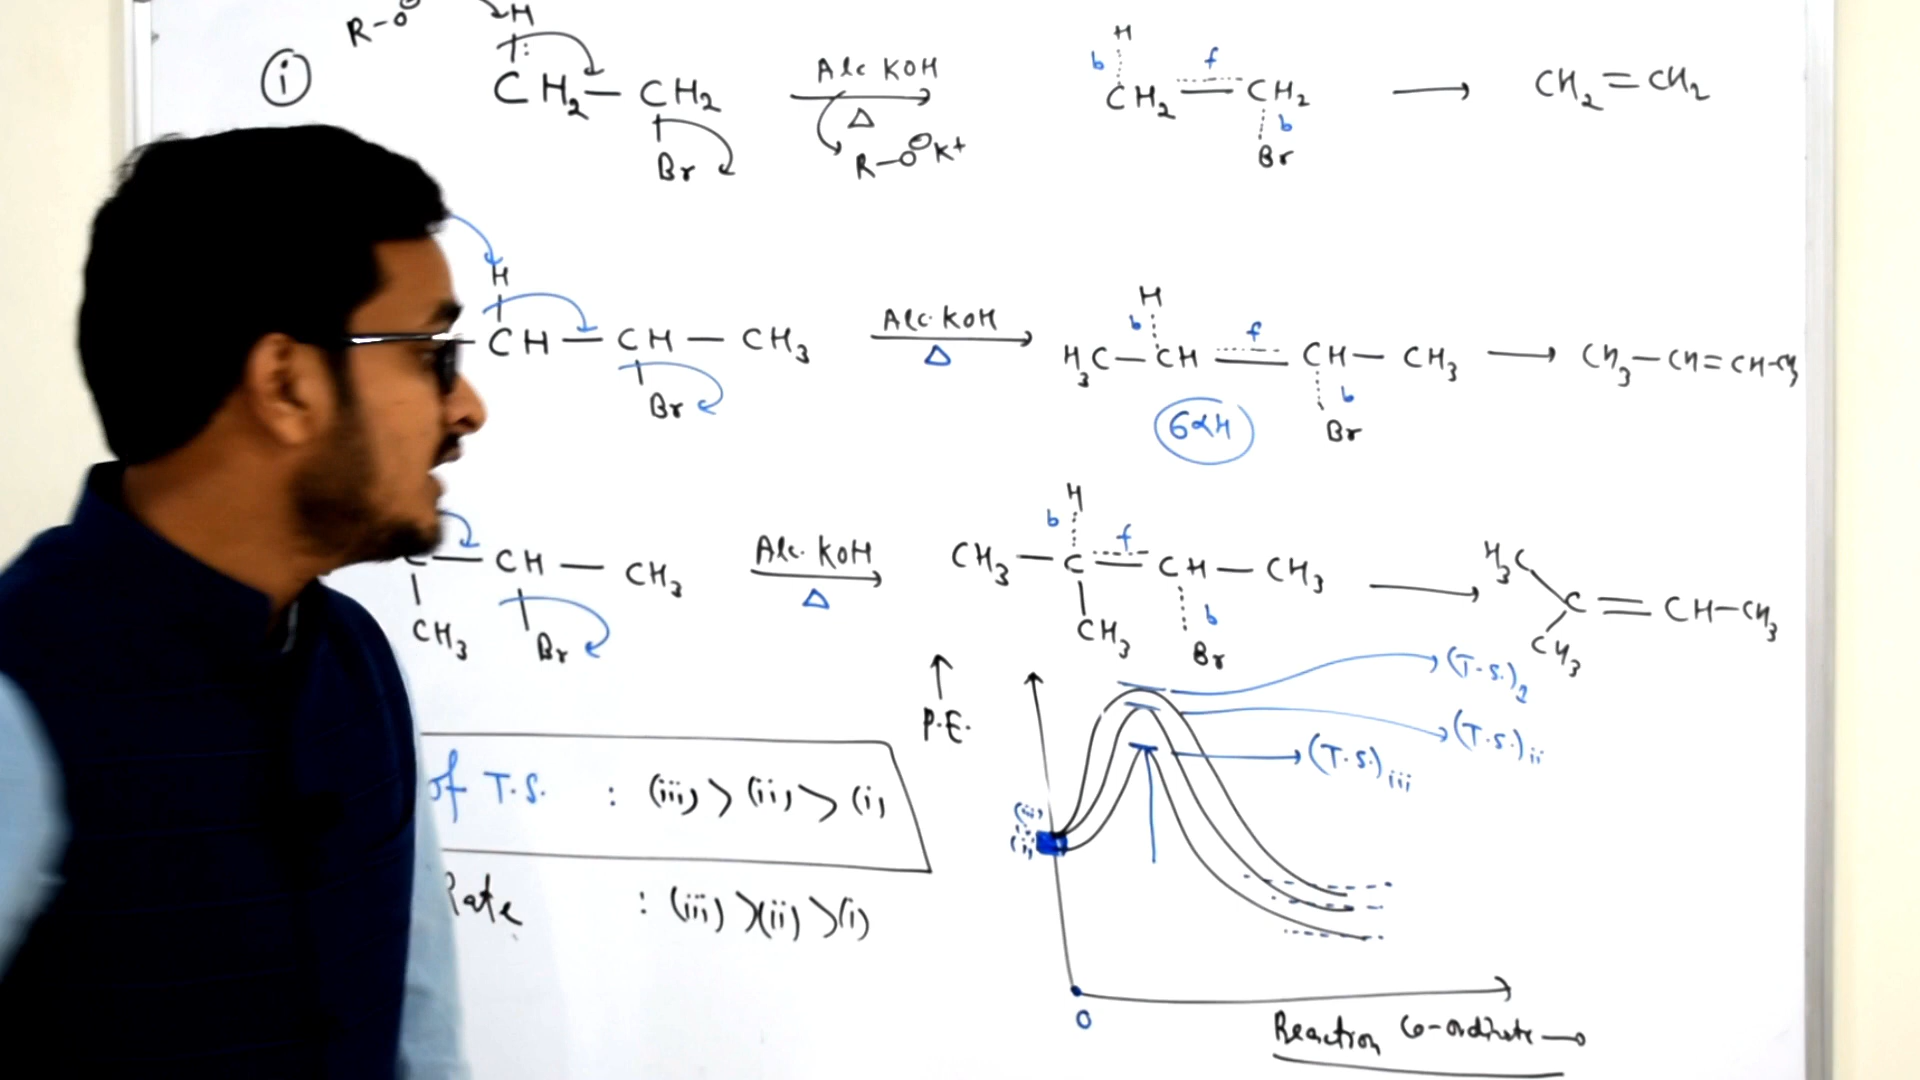 R-O⊖ H
(i) CH₂ — CH₂ Alc KOH Δ H b CH₂ == CH₂ f b Br → CH₂=CH₂
Br R-O⊖K+
H
CH — CH — CH₃ Alc. KOH Δ H b H₃C — CH == CH — CH₃ f → CH₃-CH=CH-CH₃
Br 6αH b Br
H
C — CH — CH₃ Alc. KOH Δ CH₃ — C == CH — CH₃ b f → H₃C C = CH-CH₃
CH₃ Br CH₃ b Br CH₃
↑ P.E. (T.S.)₂
(T.S.)ii
of T.S. : (iii) > (ii) > (i) (T.S.)iii
Rate : (iii) > (ii) > (i)
0
Reaction Co-ordinate